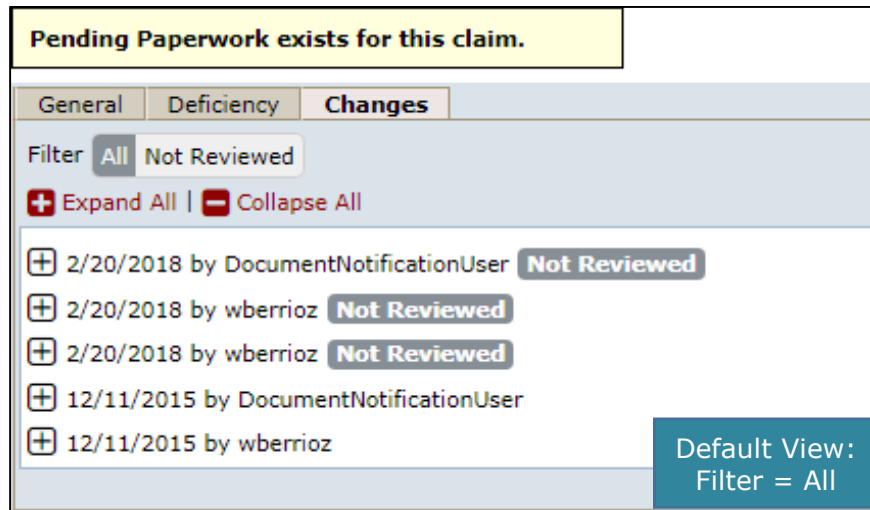 Pending Paperwork exists for this claim.
General Deficiency Changes
Filter All Not Reviewed
Expand All | Collapse All
2/20/2018 by DocumentNotificationUser Not Reviewed
2/20/2018 by wberrioz Not Reviewed
2/20/2018 by wberrioz Not Reviewed
12/11/2015 by DocumentNotificationUser
12/11/2015 by wberrioz
Default View:
Filter = All